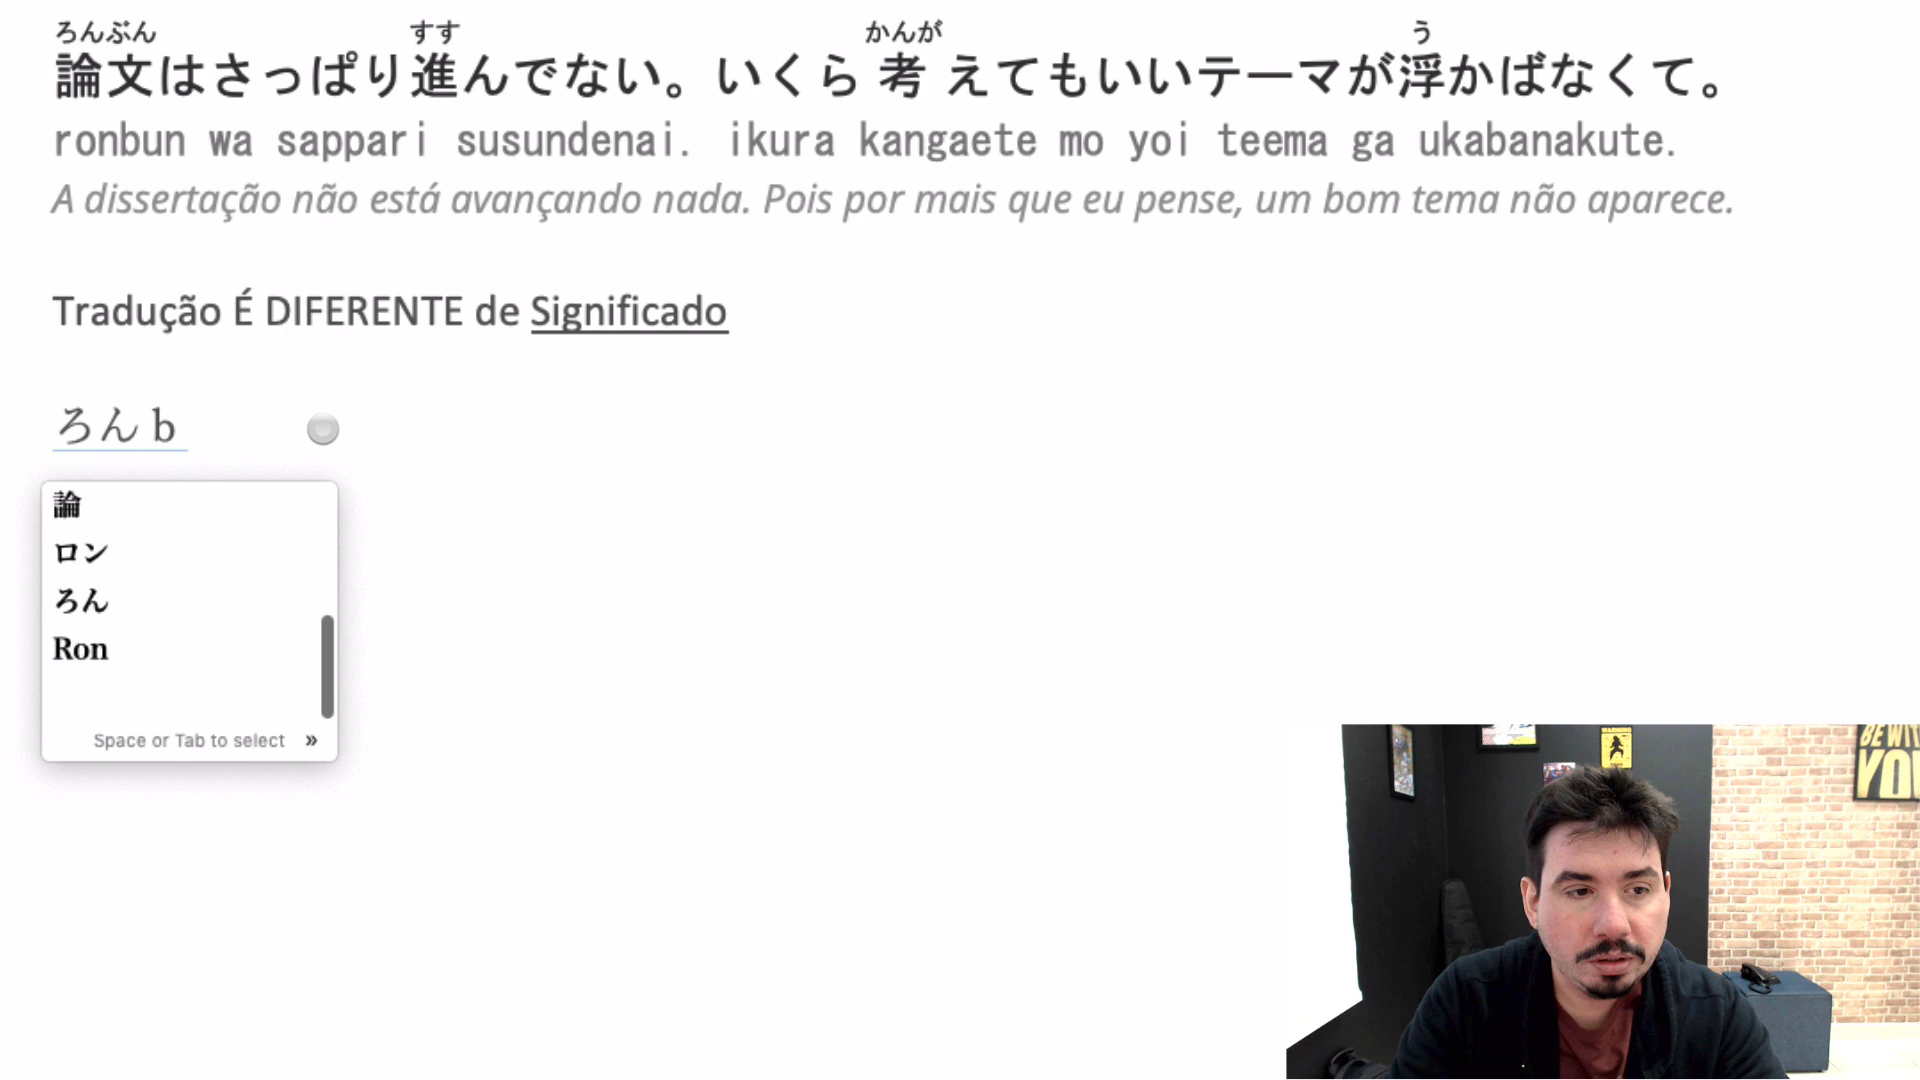 ろんぶん すす かんが う
論文はさっぱり進んでない。いくら考えてもいいテーマが浮かばなくて。
ronbun wa sappari susundenai. ikura kangaete mo yoi teema ga ukabanakute.
A dissertação não está avançando nada. Pois por mais que eu pense, um bom tema não aparece.
Tradução É DIFERENTE de Significado
ろんb
論
ロン
ろん
Ron
Space or Tab to select »
WARNING
BE WIT
YOU